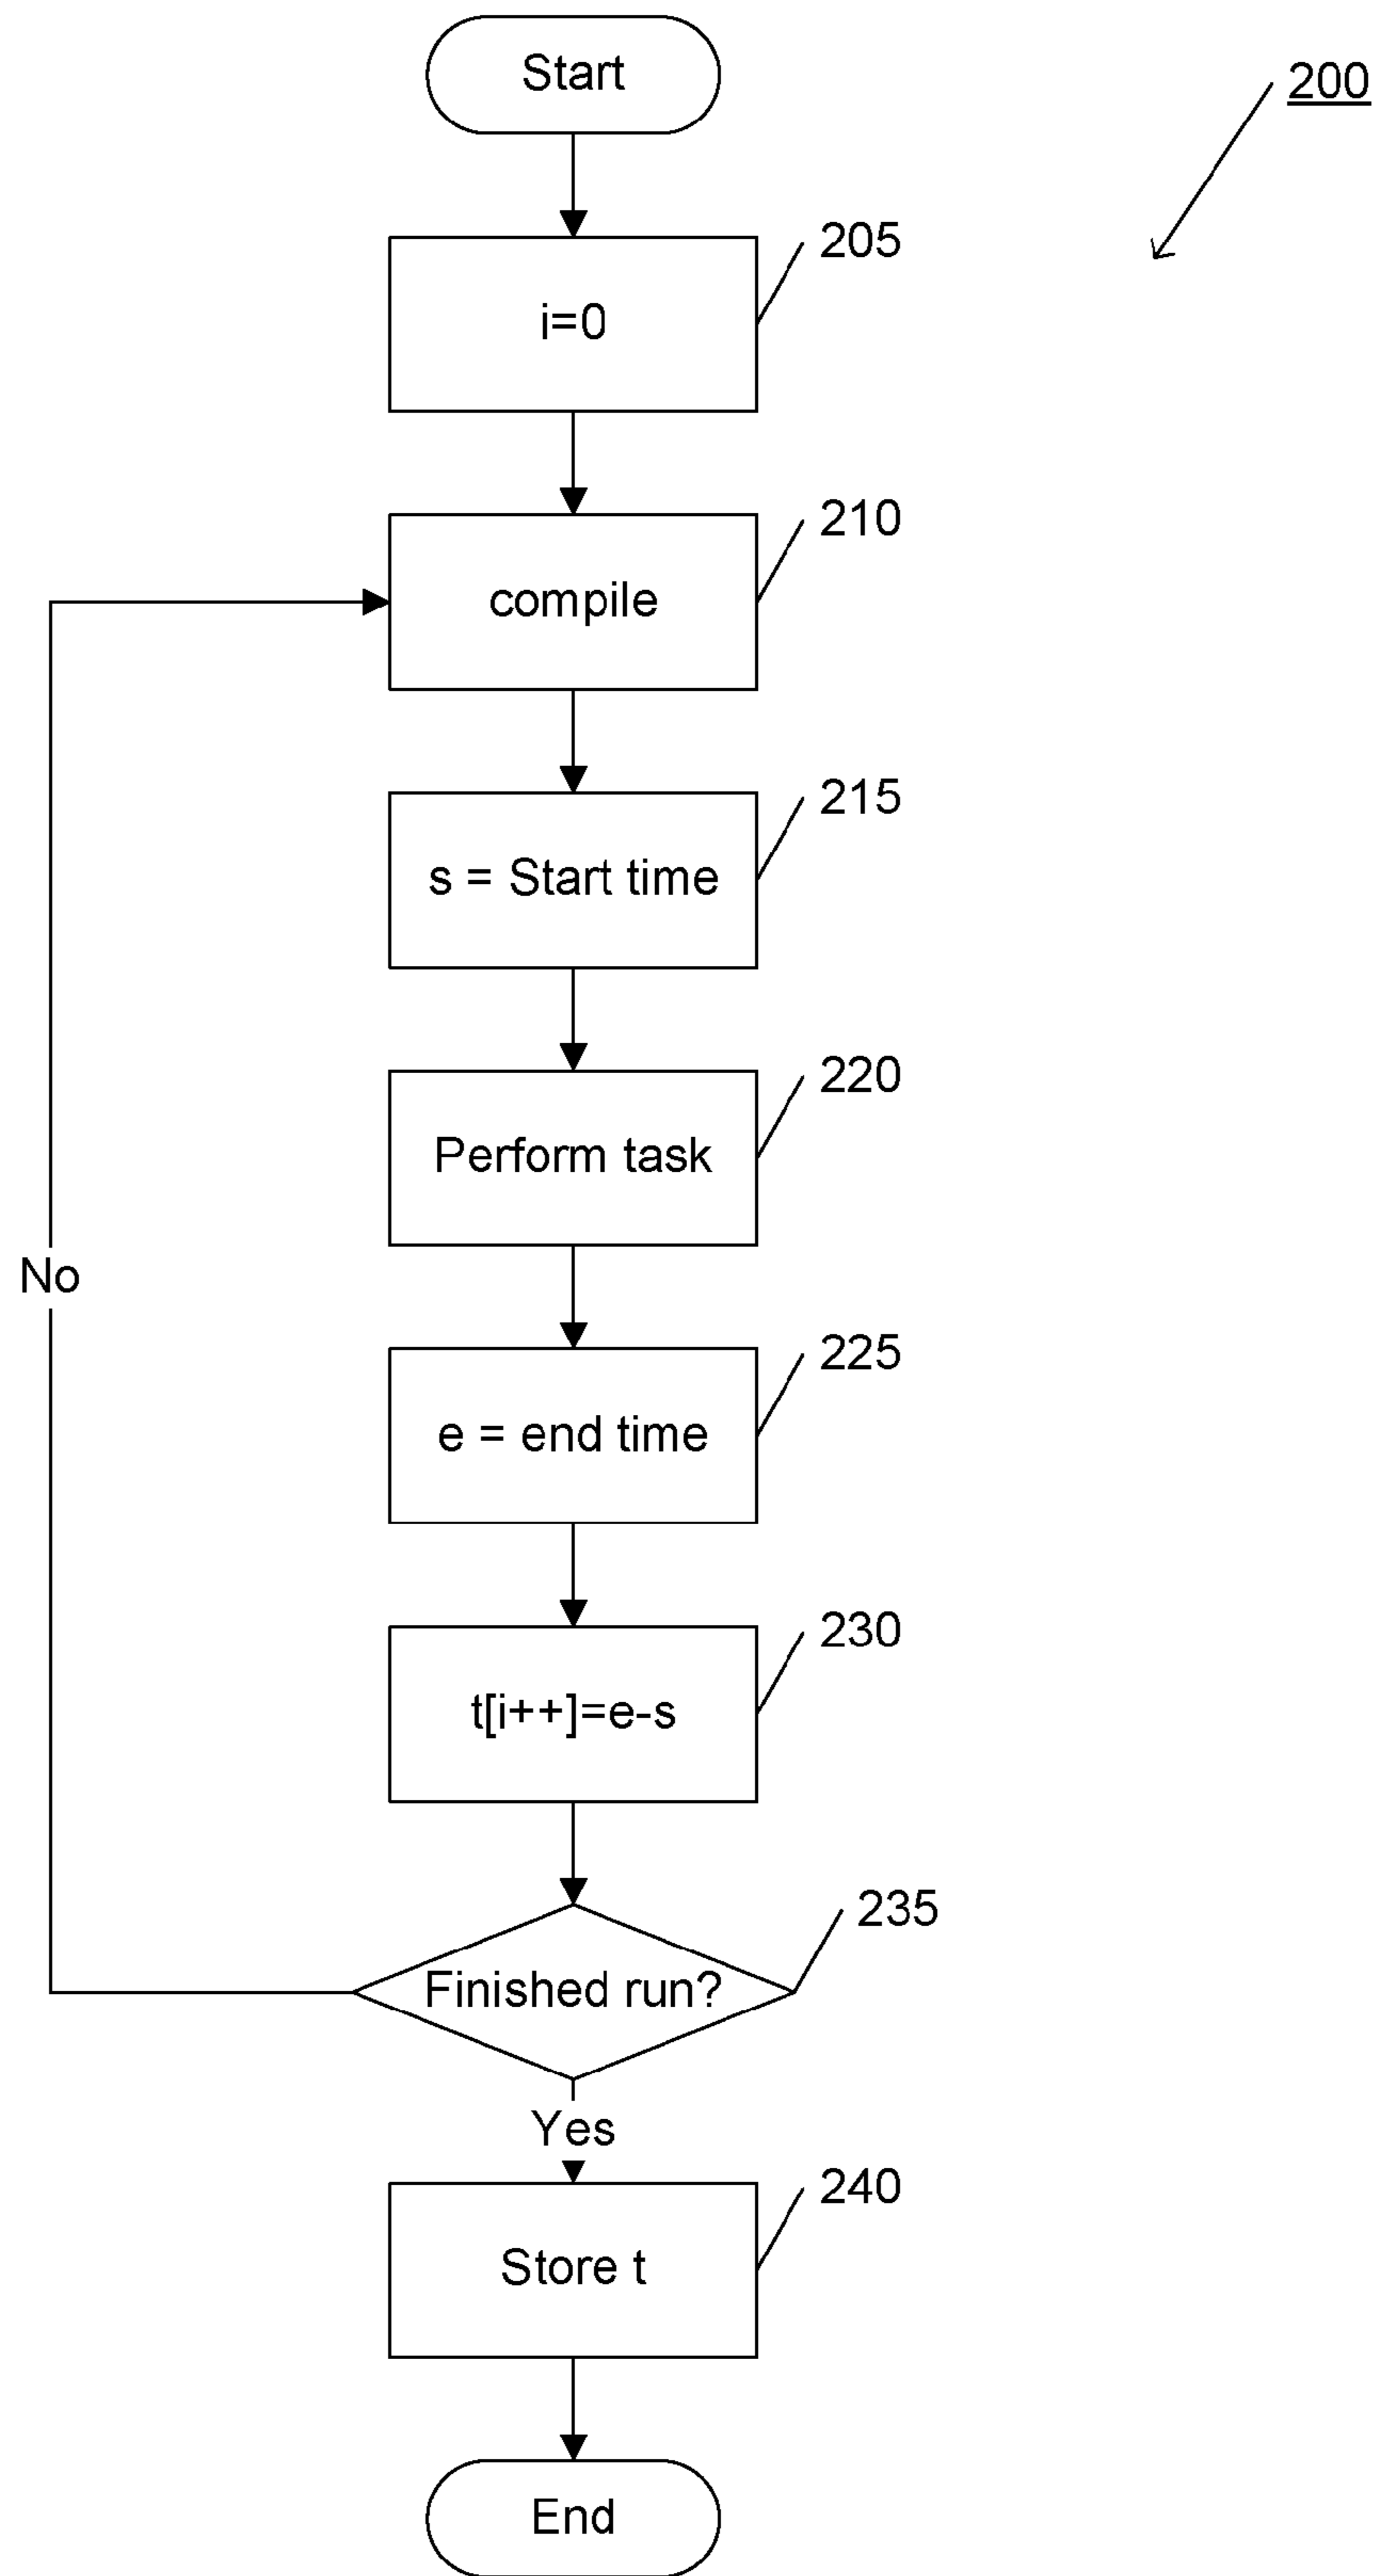 Start
200
205
i=0
210
compile
215
s = Start time
220
Perform task
No
225
e = end time
230
t[i++]=e-s
235
Finished run?
Yes
240
Store t
End